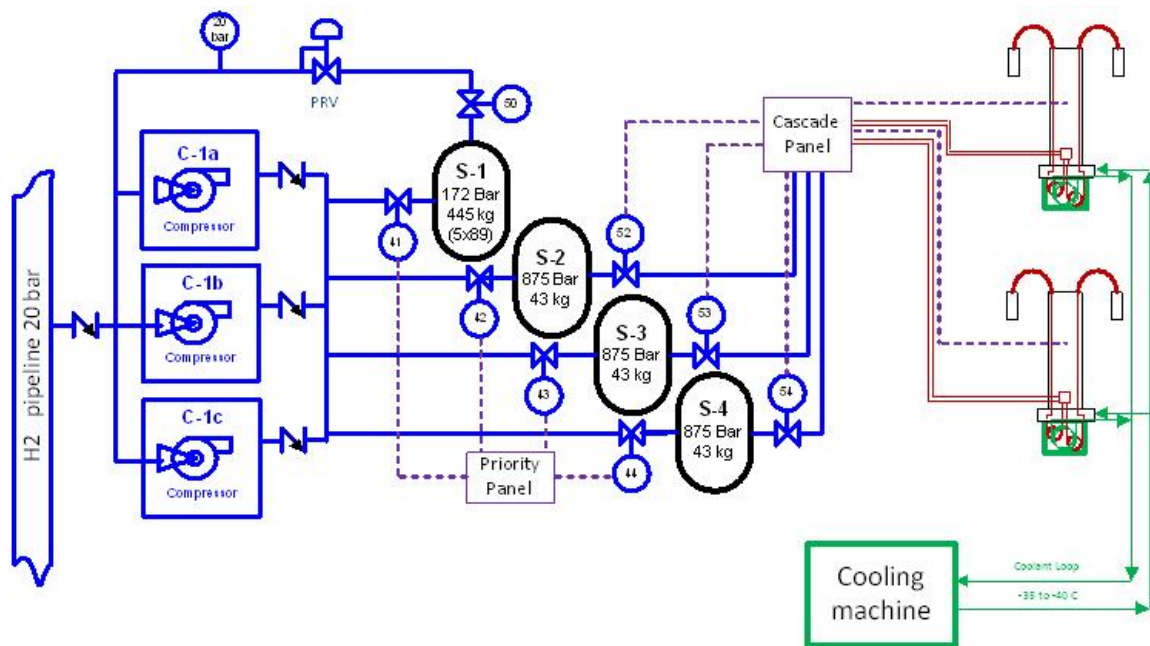 20
bar
PRV
50
C-1a
Compressor
S-1
172 Bar
445 kg
(5x89)
41
Cascade
Panel
52
S-2
875 Bar
43 kg
42
C-1b
Compressor
53
S-3
875 Bar
43 kg
43
54
S-4
875 Bar
43 kg
44
C-1c
Compressor
Priority
Panel
H2 pipeline 20 bar
Cooling
machine
Coolant Loop
-35 to -40 C